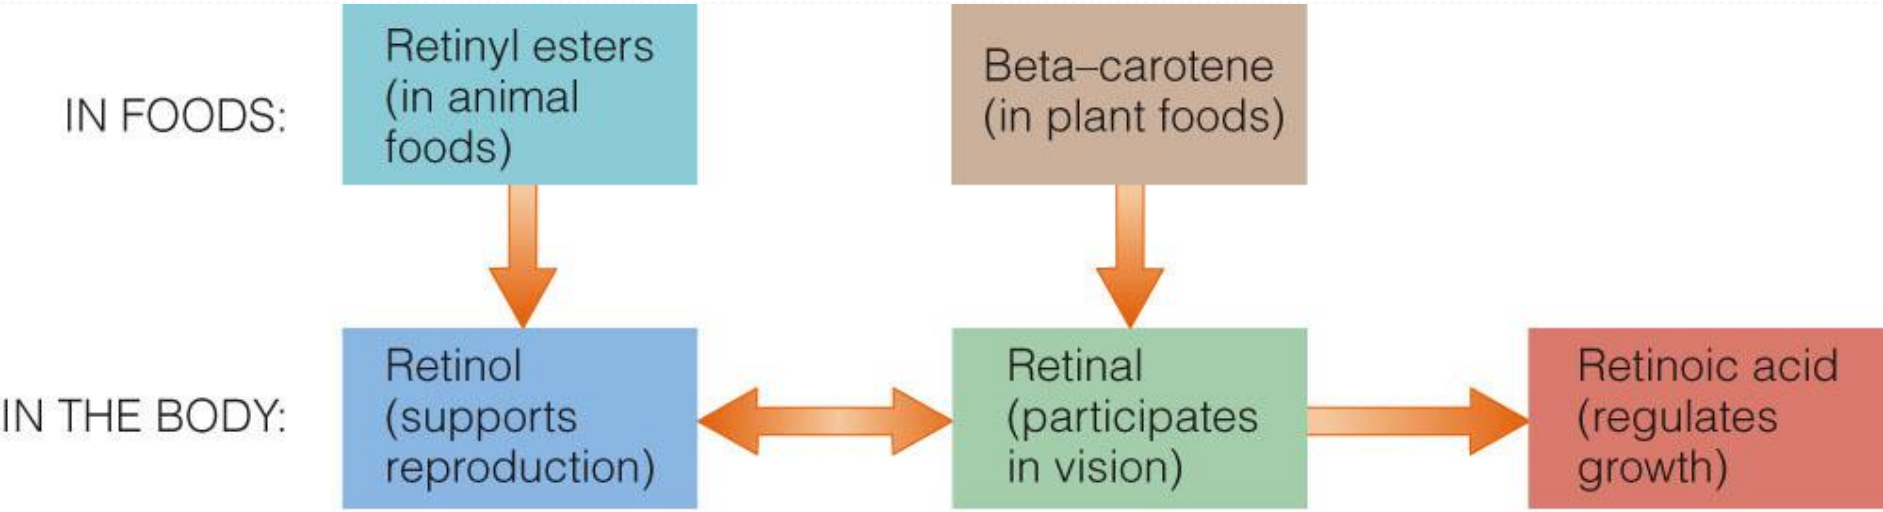 IN FOODS:
Retinyl esters
(in animal
foods)
Beta–carotene
(in plant foods)
IN THE BODY:
Retinol
(supports
reproduction)
Retinal
(participates
in vision)
Retinoic acid
(regulates
growth)